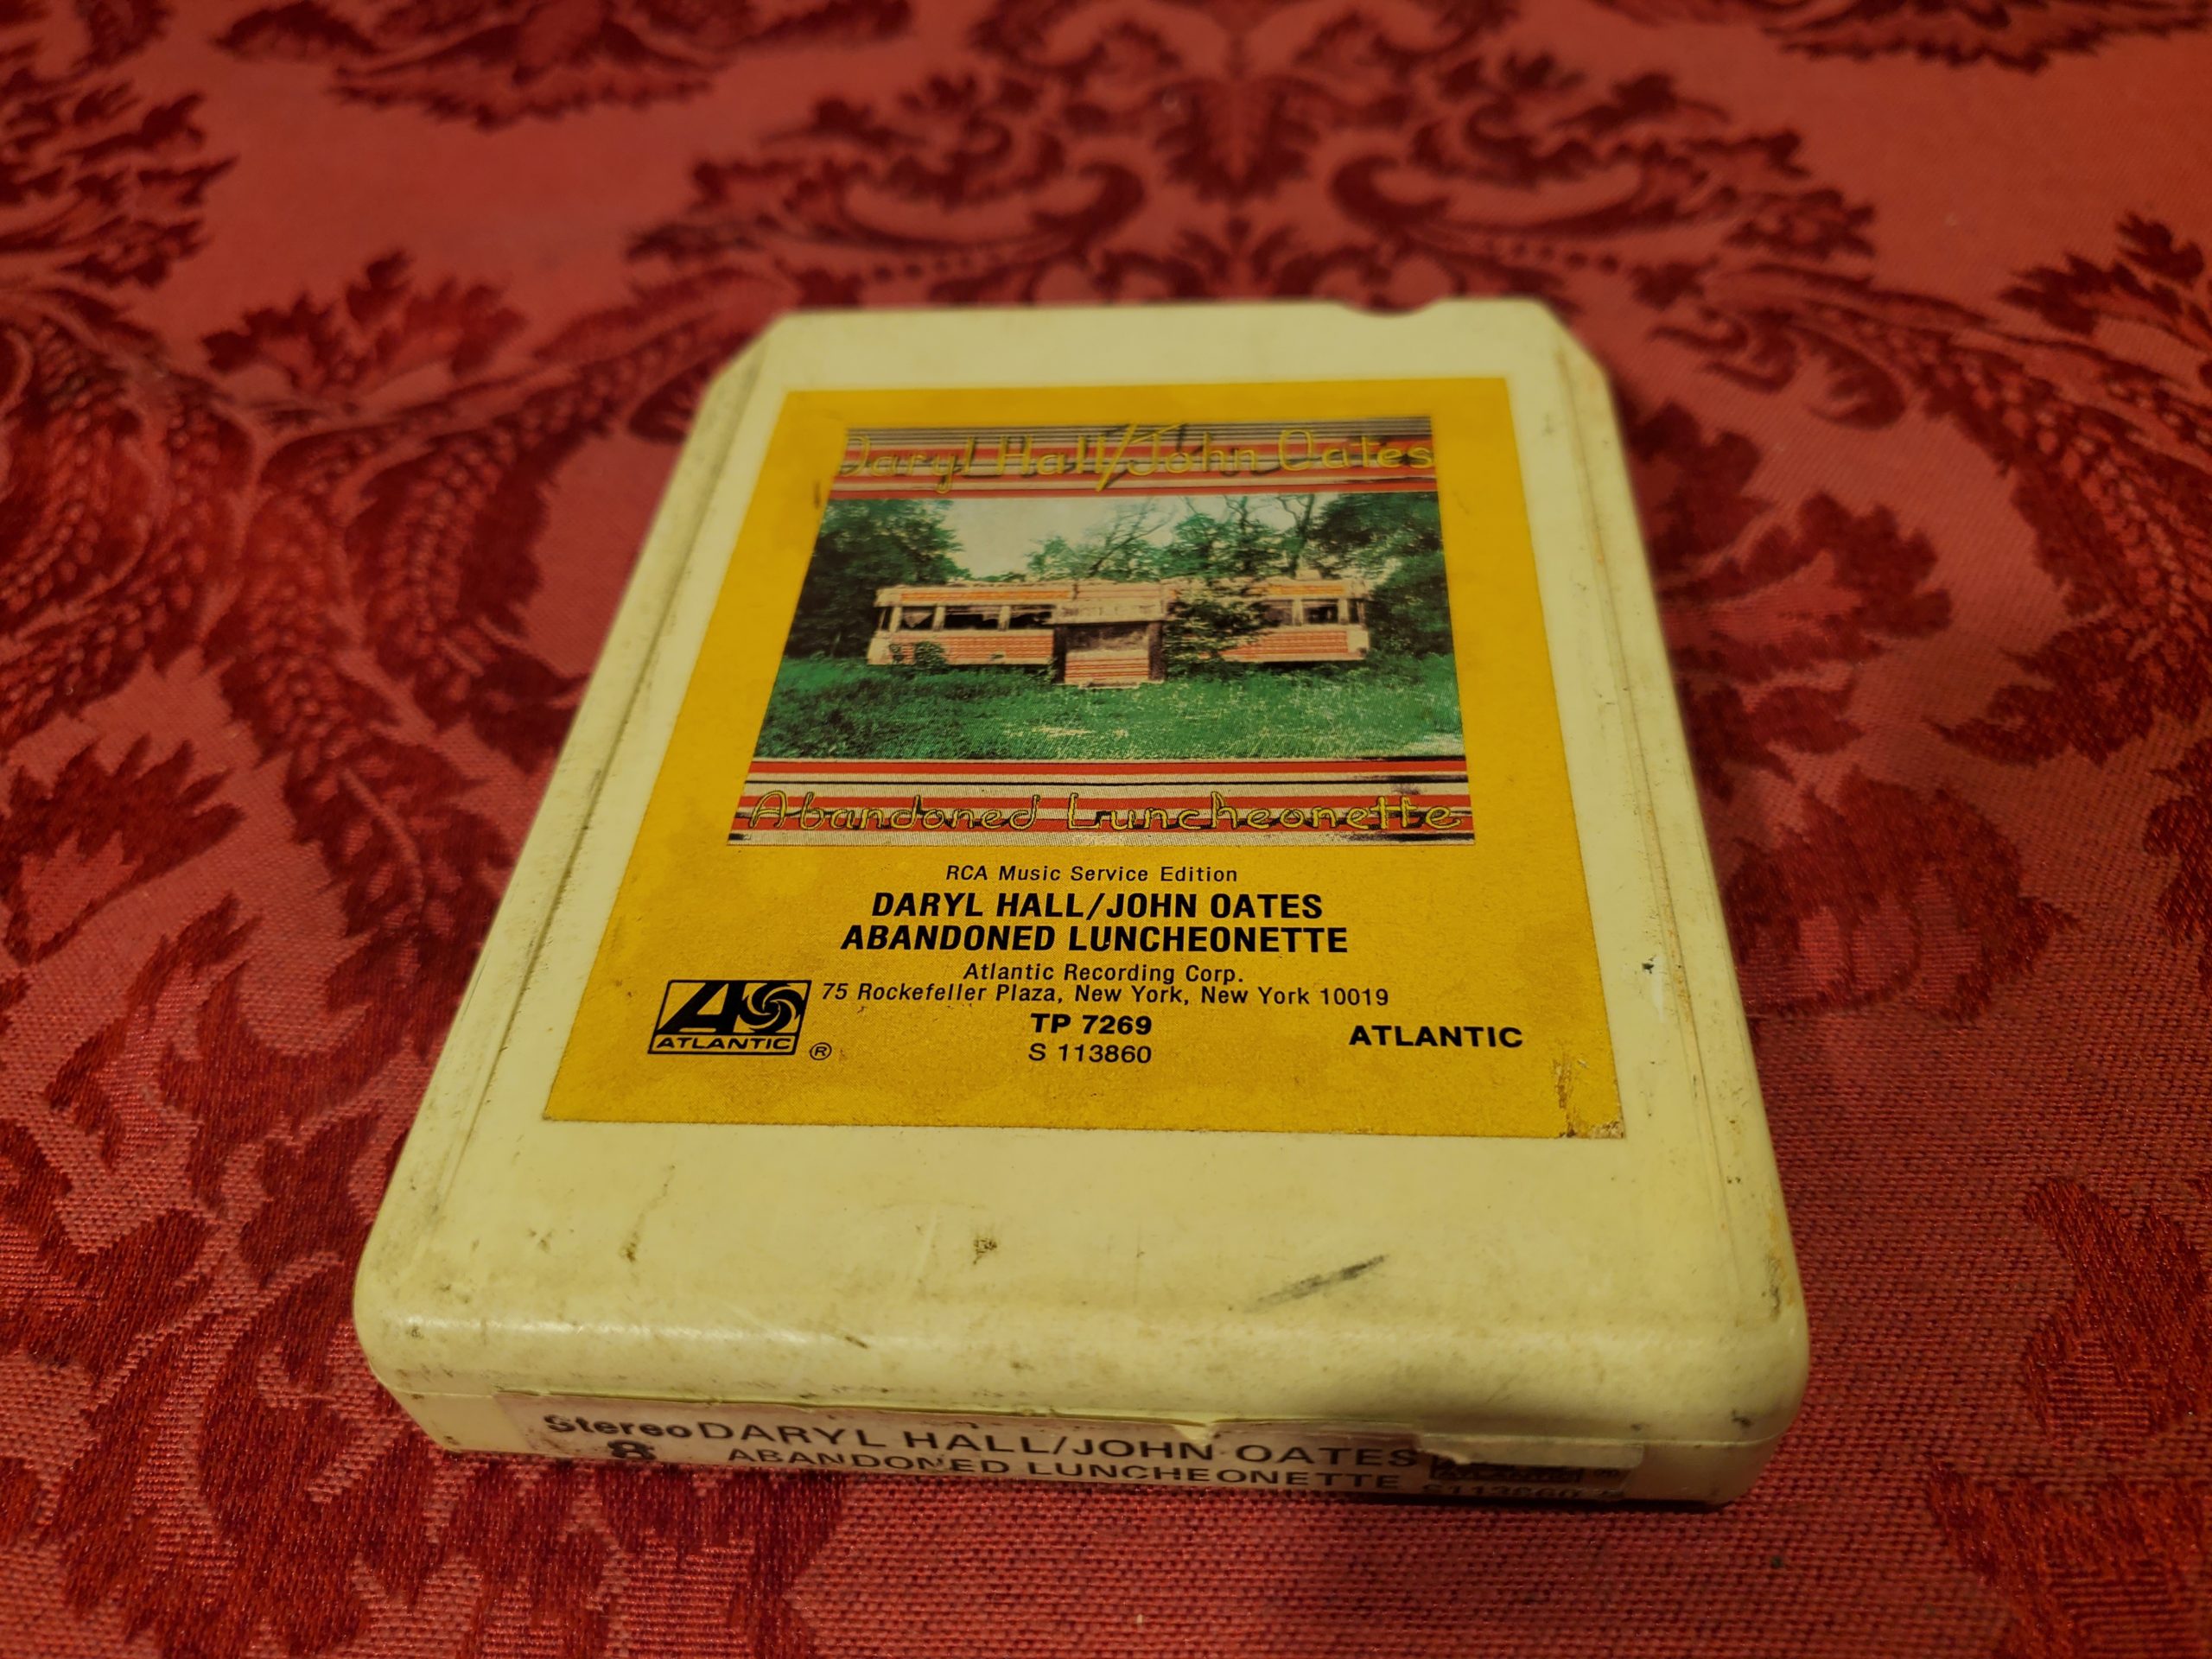 Daryl Hall/John Oates
Abandoned Luncheonette
RCA Music Service Edition
DARYL HALL/JOHN OATES
ABANDONED LUNCHEONETTE
Atlantic Recording Corp.
75 Rockefeller Plaza, New York, New York 10019
TP 7269
S 113860
ATLANTIC ®
ATLANTIC
Stereo DARYL HALL/JOHN OATES
8 ABANDONED LUNCHEONETTE S113860